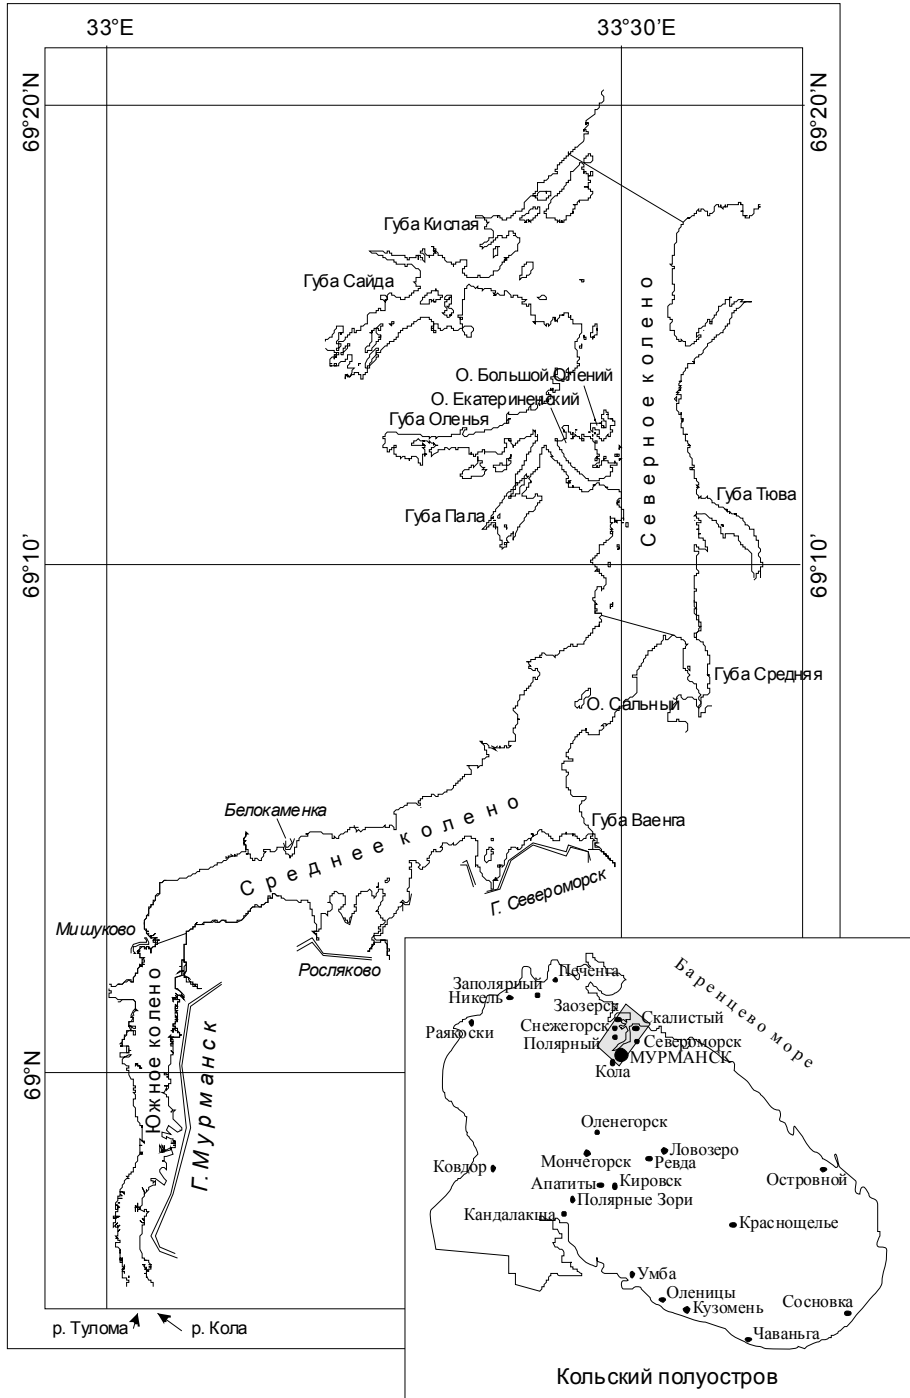 33°E
33°30'E
69°20'N
69°20'N
Губа Кислая
Губа Сайда
Северное колено
О. Большой Олений
О. Екатерининский
Губа Оленья
Губа Тюва
Губа Пала
69°10'
69°10'
Губа Средняя
О. Сальный
Белокаменка
Среднее колено
Губа Ваенга
Г. Североморск
Мишуково
Росляково
Южное колено
Г.Мурманск
69°N
р. Тулома
р. Кола
Баренцево море
Печенга
Заполярный
Никель
Заозерск
Скалистый
Раякоски
Снежегорск
Североморск
Полярный
МУРМАНСК
Кола
Оленегорск
Ловозеро
Мончегорск
Ревда
Ковдор
Островной
Апатиты
Кировск
Полярные Зори
Кандалакша
Краснощелье
Умба
Оленицы
Кузомень
Сосновка
Чаваньга
Кольский полуостров